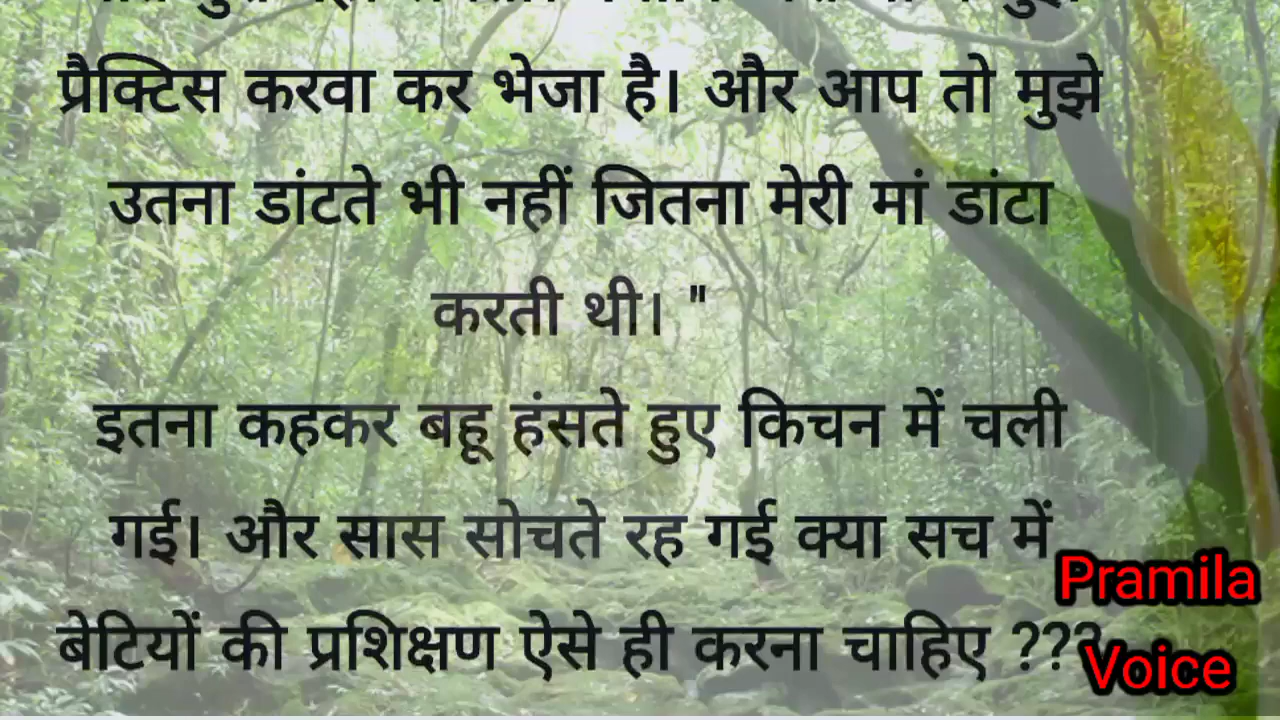 प्रैक्टिस करवा कर भेजा है। और आप तो मुझे
उतना डांटते भी नहीं जितना मेरी मां डांटा
करती थी। "
इतना कहकर बहू हंसते हुए किचन में चली
गई। और सास सोचते रह गई क्या सच में
बेटियों की प्रशिक्षण ऐसे ही करना चाहिए ???
Pramila
Voice